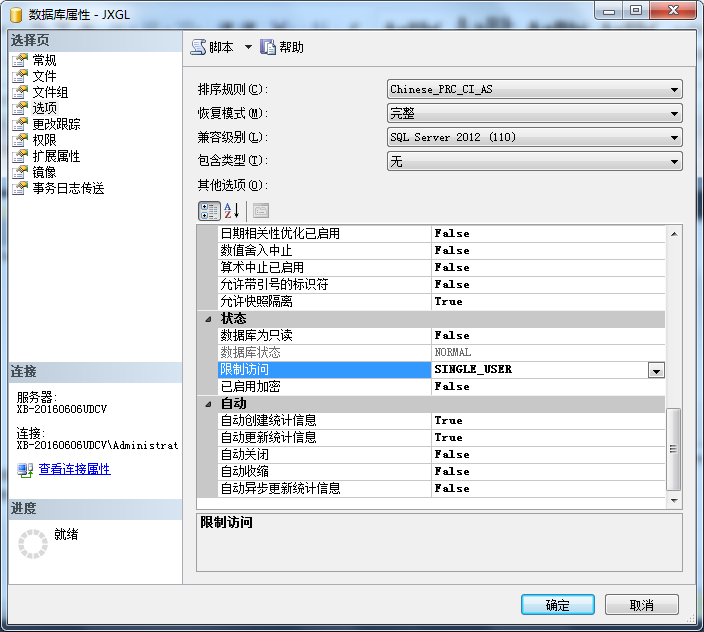 数据库属性 - JXGL
选择页
常规
文件
文件组
选项
更改跟踪
权限
扩展属性
镜像
事务日志传送
连接
服务器:
XB-20160606UDCV
连接:
XB-20160606UDCV\Administrat
查看连接属性
进度
就绪
脚本 帮助
排序规则(C): Chinese_PRC_CI_AS
恢复模式(M): 完整
兼容级别(L): SQL Server 2012 (110)
包含类型(I): 无
其他选项(O):
日期相关性优化已启用 False
数值舍入中止 False
算术中止已启用 False
允许带引号的标识符 False
允许快照隔离 True
状态
数据库为只读 False
数据库状态 NORMAL
限制访问 SINGLE_USER
已启用加密 False
自动
自动创建统计信息 True
自动更新统计信息 True
自动关闭 False
自动收缩 False
自动异步更新统计信息 False
限制访问
确定 取消